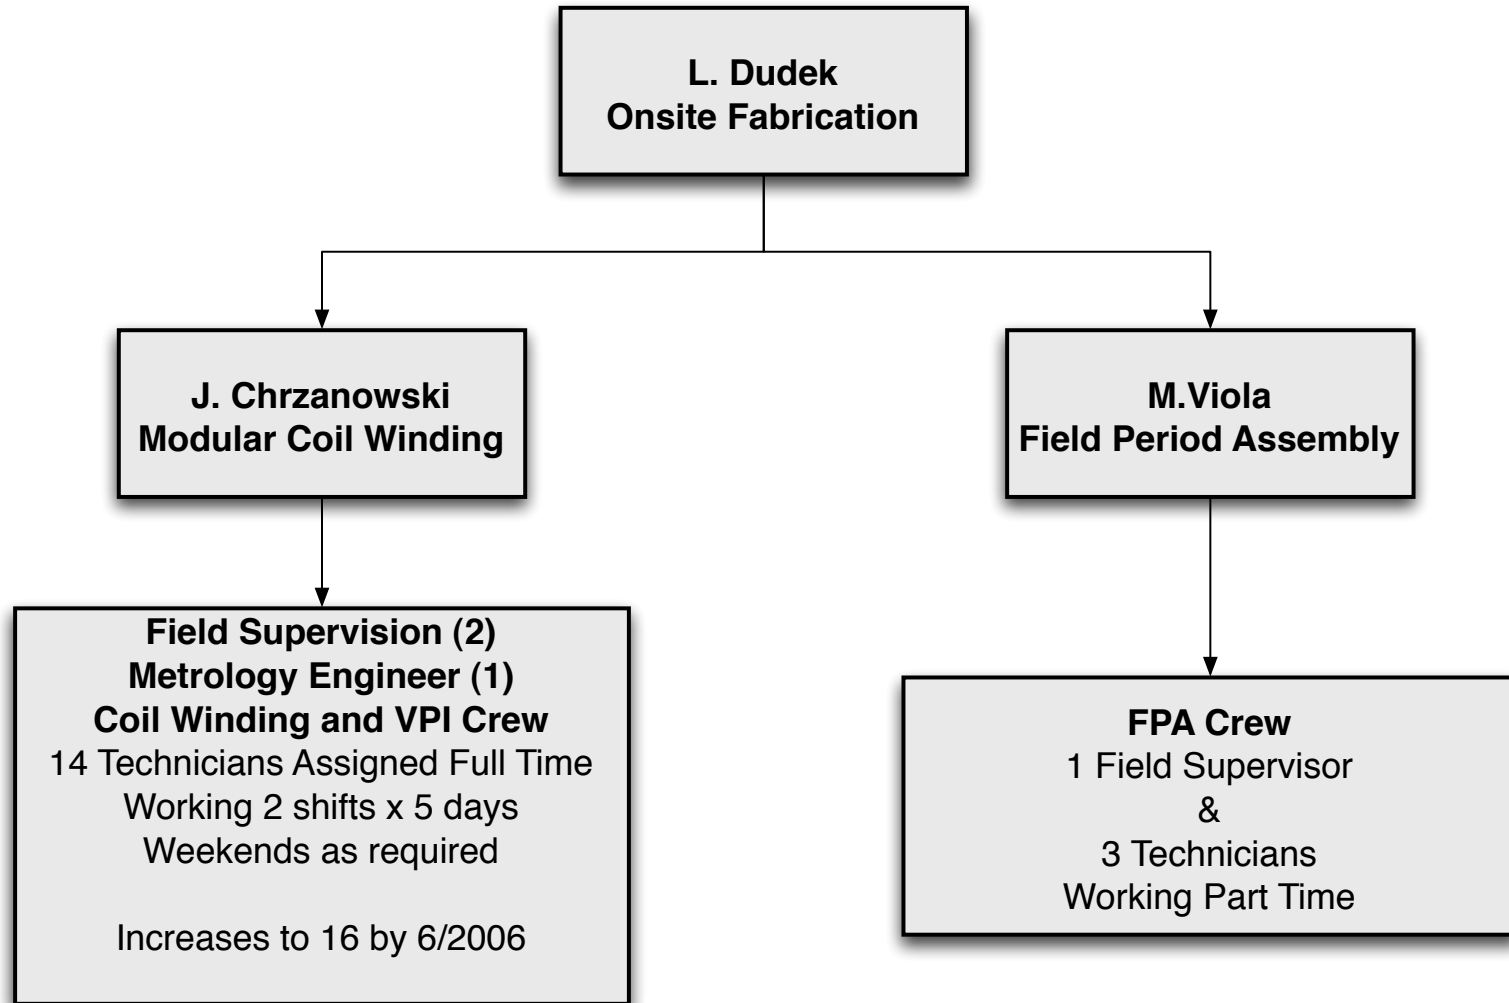 L. Dudek
Onsite Fabrication
J. Chrzanowski
Modular Coil Winding
M.Viola
Field Period Assembly
Field Supervision (2)
Metrology Engineer (1)
Coil Winding and VPI Crew
14 Technicians Assigned Full Time
Working 2 shifts x 5 days
Weekends as required
Increases to 16 by 6/2006
FPA Crew
1 Field Supervisor
&
3 Technicians
Working Part Time